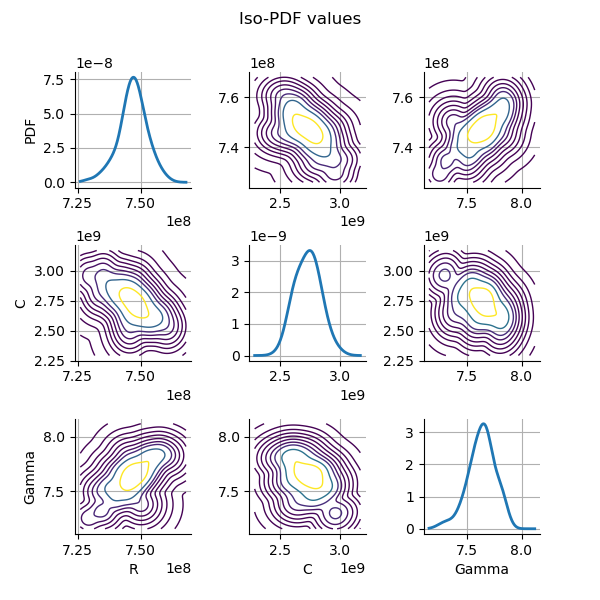 Iso-PDF values
1e−8
7.5
5.0
2.5
0.0
PDF
7.25 7.50
1e8
1e8
7.6
7.4
2.5 3.0
1e9
1e8
7.6
7.4
7.5 8.0
1e9
3.00
2.75
2.50
2.25
C
7.25 7.50
1e8
1e−9
3
2
1
0
2.5 3.0
1e9
1e9
3.00
2.75
2.50
2.25
7.5 8.0
8.0
7.5
Gamma
7.25 7.50
1e8
R
8.0
7.5
2.5 3.0
1e9
C
3
2
1
0
7.5 8.0
Gamma